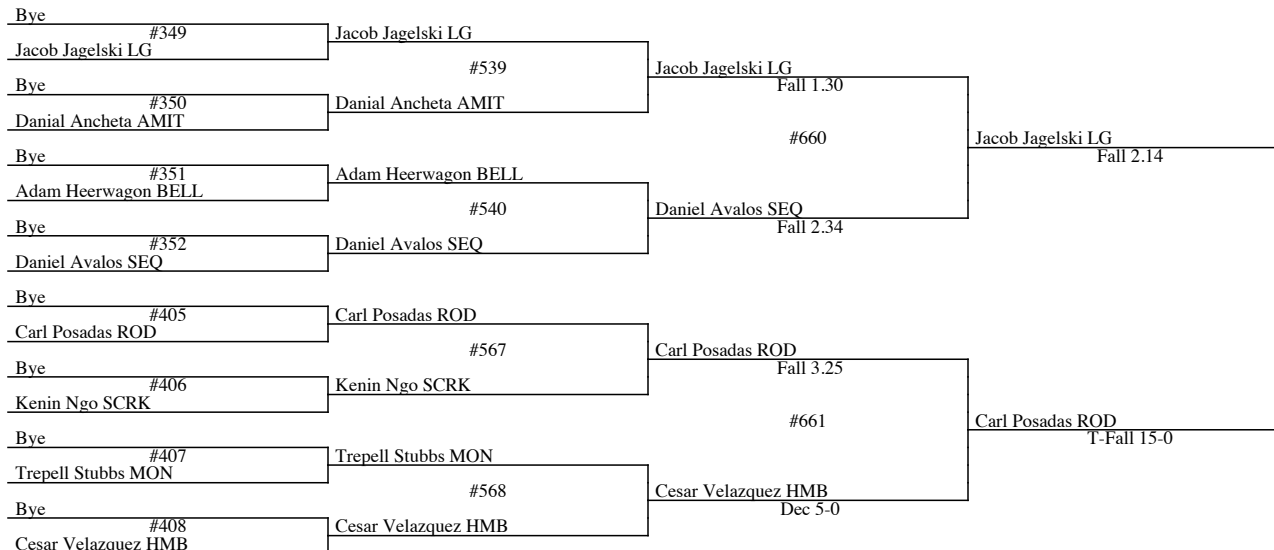 Bye
#349
Jacob Jagelski LG
Jacob Jagelski LG
#539
Jacob Jagelski LG
Fall 1.30
Bye
#350
Danial Ancheta AMIT
Danial Ancheta AMIT
#660
Jacob Jagelski LG
Fall 2.14
Bye
#351
Adam Heerwagon BELL
Adam Heerwagon BELL
#540
Daniel Avalos SEQ
Fall 2.34
Bye
#352
Daniel Avalos SEQ
Daniel Avalos SEQ
Bye
#405
Carl Posadas ROD
Carl Posadas ROD
#567
Carl Posadas ROD
Fall 3.25
Bye
#406
Kenin Ngo SCRK
Kenin Ngo SCRK
#661
Carl Posadas ROD
T-Fall 15-0
Bye
#407
Trepell Stubbs MON
Trepell Stubbs MON
#568
Cesar Velazquez HMB
Dec 5-0
Bye
#408
Cesar Velazquez HMB
Cesar Velazquez HMB